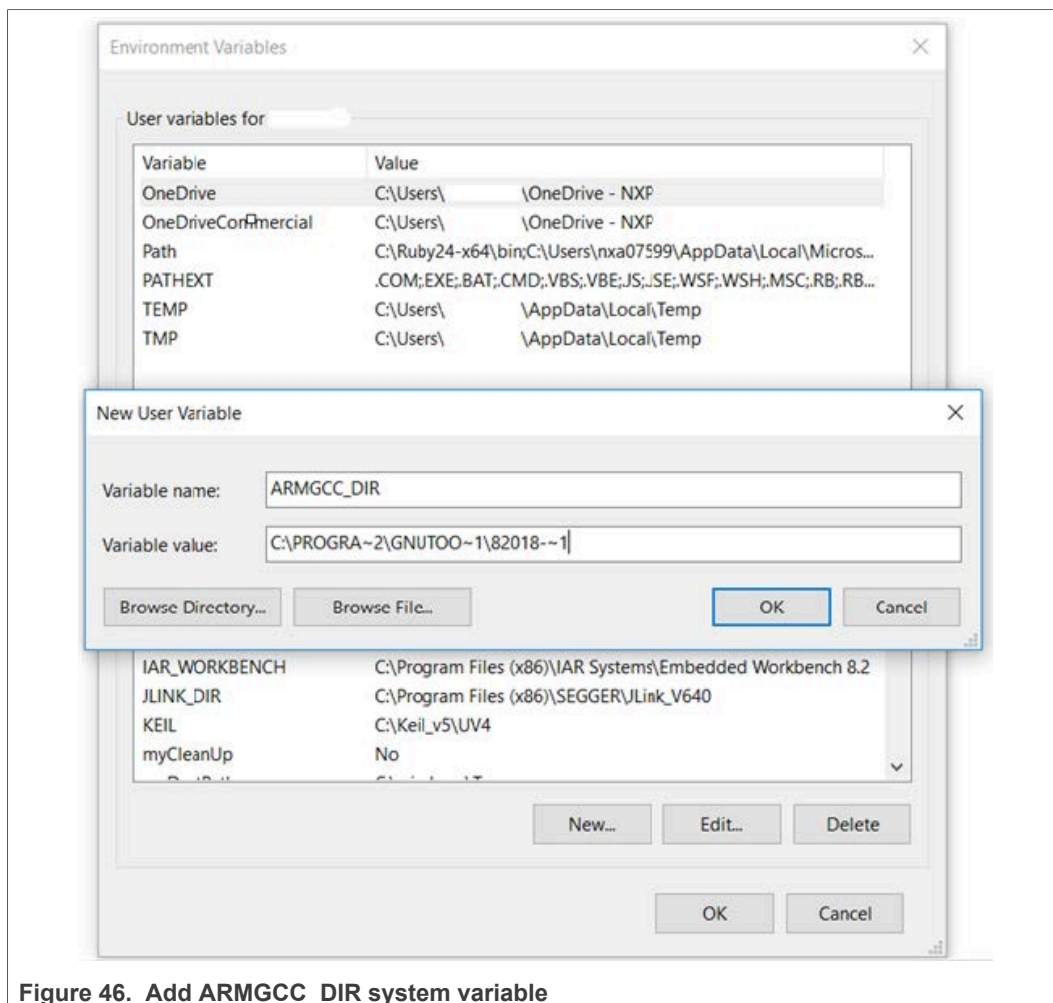 Environment Variables
User variables for
Variable Value
OneDrive C:\Users\ \OneDrive - NXP
OneDriveCommercial C:\Users\ \OneDrive - NXP
Path C:\Ruby24-x64\bin;C:\Users\nxa07599\AppData\Local\Micros...
PATHEXT .COM;.EXE;.BAT;.CMD;.VBS;.VBE;.JS;.JSE;.WSF;.WSH;.MSC;.RB;.RB...
TEMP C:\Users\ \AppData\Local\Temp
TMP C:\Users\ \AppData\Local\Temp
New User Variable
Variable name: ARMGCC_DIR
Variable value: C:\PROGRA~2\GNUTOO~1\82018-~1
Browse Directory... Browse File... OK Cancel
IAR_WORKBENCH C:\Program Files (x86)\IAR Systems\Embedded Workbench 8.2
JLINK_DIR C:\Program Files (x86)\SEGGER\JLink_V640
KEIL C:\Keil_v5\UV4
myCleanUp No
New... Edit... Delete
OK Cancel
Figure 46. Add ARMGCC_DIR system variable